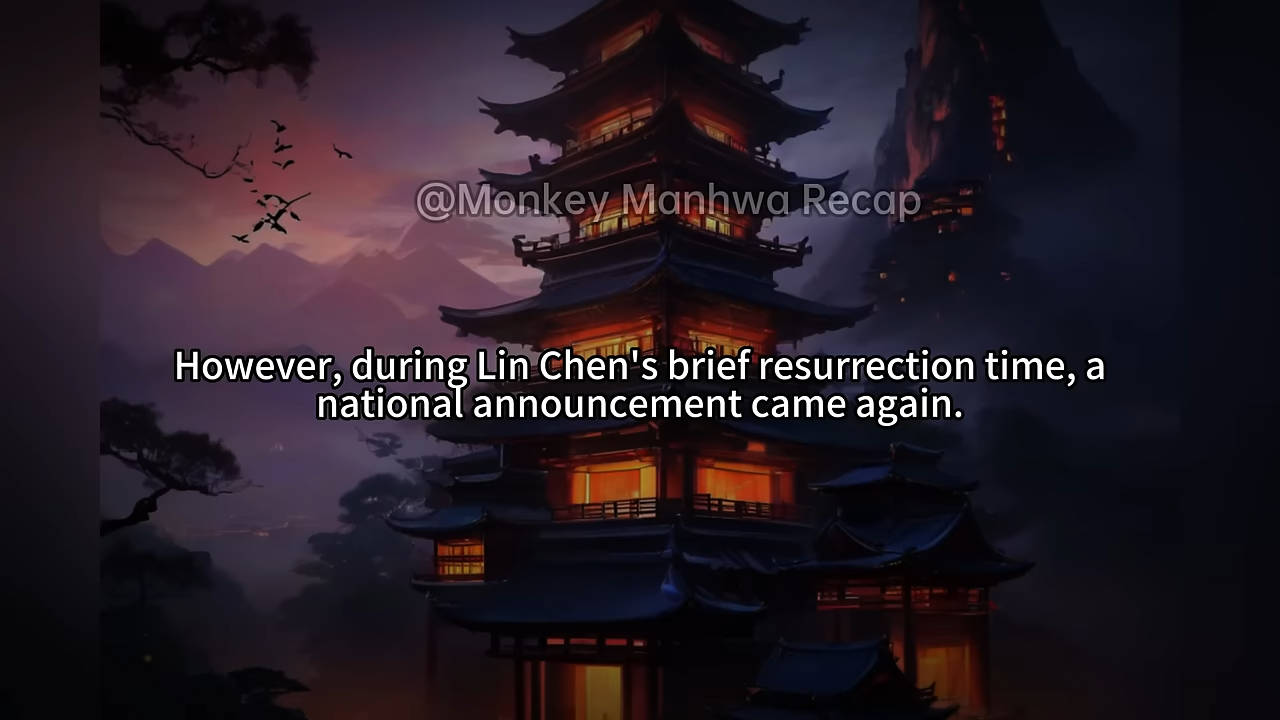 @Monkey Manhwa Recap
However, during Lin Chen's brief resurrection time, a
national announcement came again.